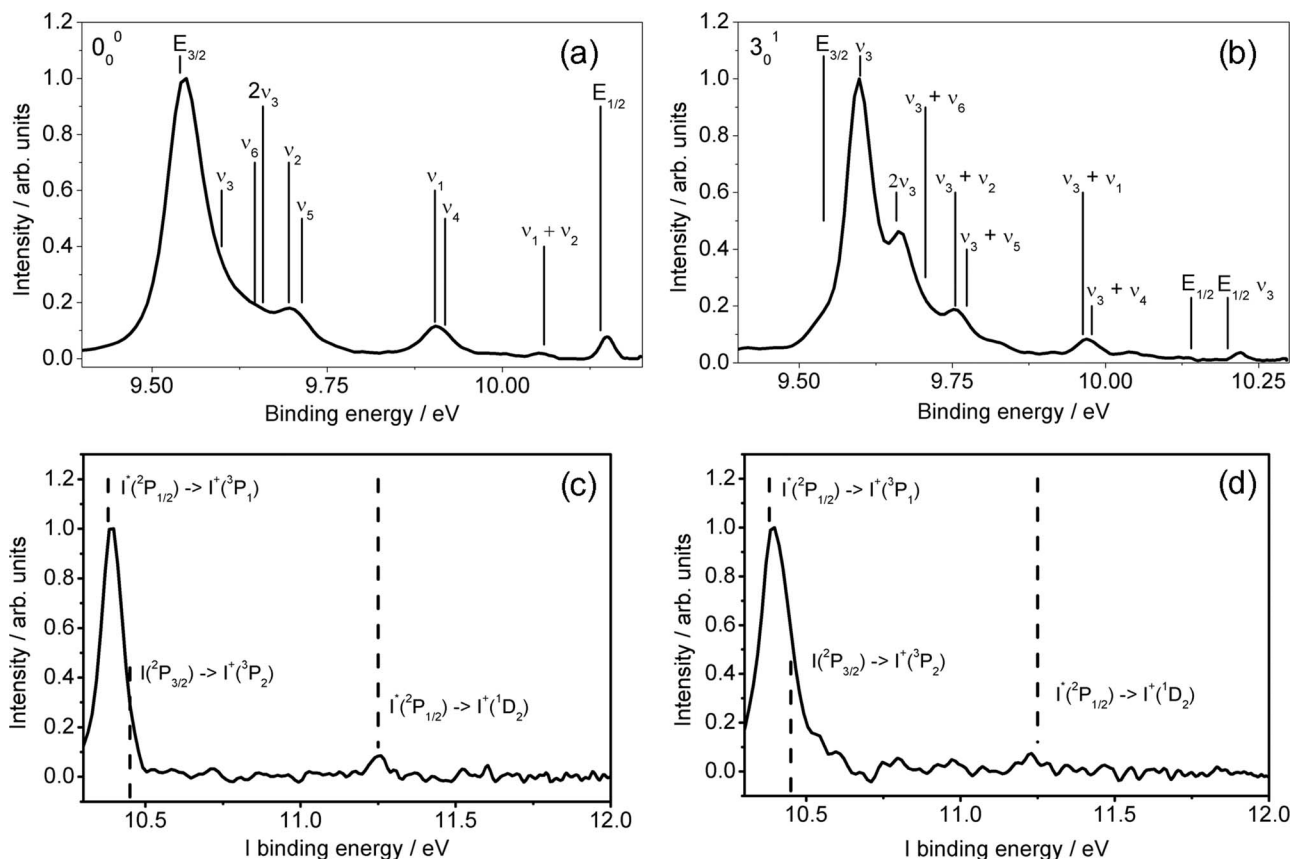 0₀⁰
E₃/₂
2ν₃
(a)
E₁/₂
ν₆
ν₂
ν₃
ν₅
ν₁
ν₄
ν₁ + ν₂
Intensity / arb. units
1.2
1.0
0.8
0.6
0.4
0.2
0.0
9.50 9.75 10.00
Binding energy / eV
3₀¹
E₃/₂ ν₃
(b)
ν₃ + ν₆
2ν₃
ν₃ + ν₂
ν₃ + ν₁
ν₃ + ν₅
ν₃ + ν₄
E₁/₂ E₁/₂ ν₃
Intensity / arb. units
1.2
1.0
0.8
0.6
0.4
0.2
0.0
9.50 9.75 10.00 10.25
Binding energy / eV
I*(²P₁/₂) -> I⁺(³P₁)
(c)
I(²P₃/₂) -> I⁺(³P₂)
I*(²P₁/₂) -> I⁺(¹D₂)
Intensity / arb. units
1.2
1.0
0.8
0.6
0.4
0.2
0.0
10.5 11.0 11.5 12.0
I binding energy / eV
I*(²P₁/₂) -> I⁺(³P₁)
(d)
I(²P₃/₂) -> I⁺(³P₂)
I*(²P₁/₂) -> I⁺(¹D₂)
Intensity / arb. units
1.2
1.0
0.8
0.6
0.4
0.2
0.0
10.5 11.0 11.5 12.0
I binding energy / eV